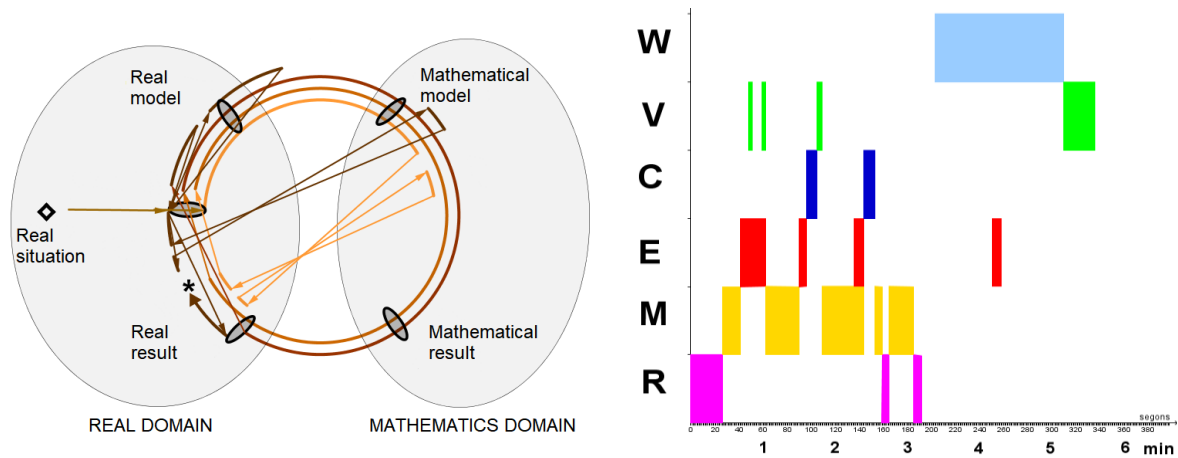 Real
model
Mathematical
model
Real
situation
*
Real
result
Mathematical
result
REAL DOMAIN
MATHEMATICS DOMAIN
W
V
C
E
M
R
segons
0 20 40 60 80 100 120 140 160 180 200 220 240 260 280 300 320 340 360 380
1 2 3 4 5 6 min